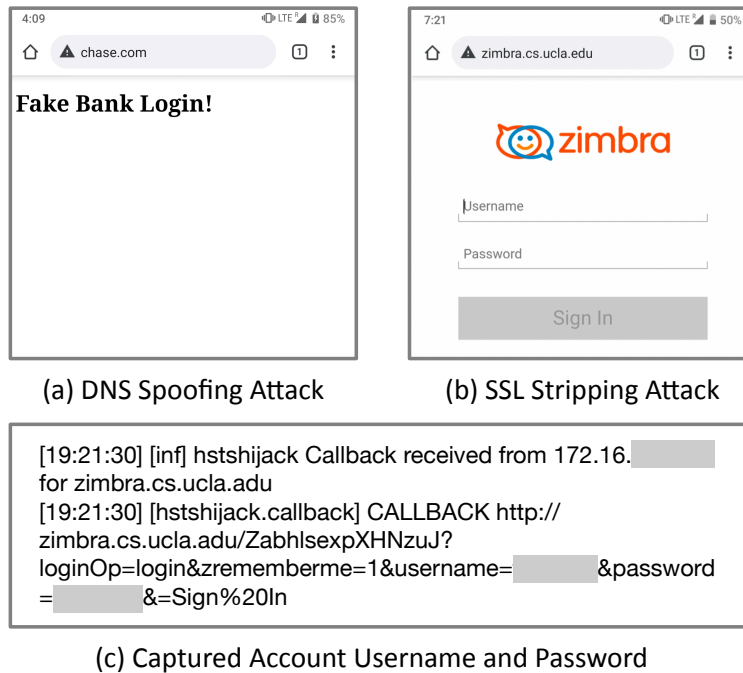 4:09 LTE R 85%
chase.com 1
Fake Bank Login!
(a) DNS Spoofing Attack
7:21 LTE R 50%
zimbra.cs.ucla.edu 1
zimbra
Username
Password
Sign In
(b) SSL Stripping Attack
[19:21:30] [inf] hstshijack Callback received from 172.16.
for zimbra.cs.ucla.adu
[19:21:30] [hstshijack.callback] CALLBACK http://
zimbra.cs.ucla.adu/ZabhlsexpXHNzuJ?
loginOp=login&zrememberme=1&username= &password
= &=Sign%20In
(c) Captured Account Username and Password